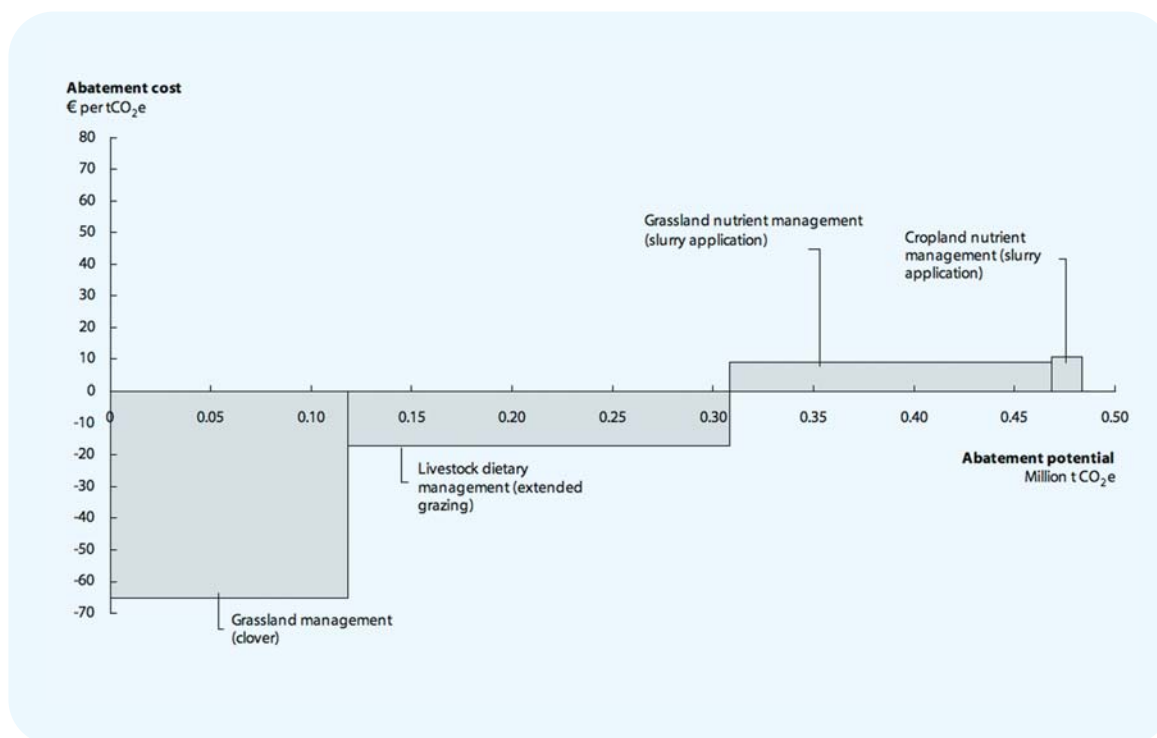 Abatement cost
€ per tCO₂e
80
70
60
50
40
30
20
10
0
-10
-20
-30
-40
-50
-60
-70
Grassland nutrient management
(slurry application)
Cropland nutrient
management (slurry
application)
0 0.05 0.10 0.15 0.20 0.25 0.30 0.35 0.40 0.45 0.50
Abatement potential
Million t CO₂e
Livestock dietary
management (extended
grazing)
Grassland management
(clover)